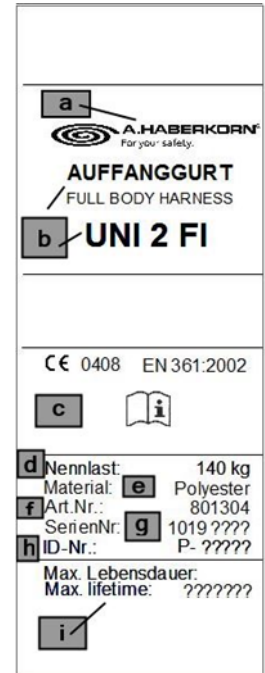 a
A.HABERKORN®
For your safety.
AUFFANGGURT
FULL BODY HARNESS
b UNI 2 FI
CE 0408 EN 361:2002
c i
d Nennlast: 140 kg
Material: e Polyester
f Art.Nr.: 801304
SerienNr: g 1019 ????
h ID-Nr.: P- ?????
Max. Lebensdauer:
Max. lifetime: ???????
i